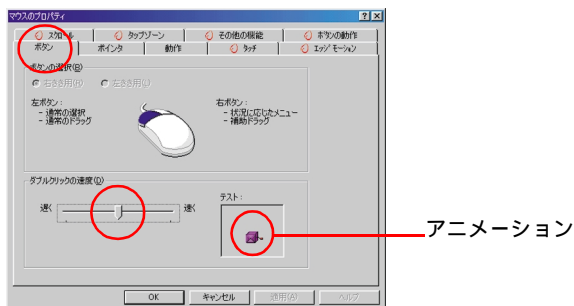 マウスのプロパティ
スクロール タップゾーン その他の機能 ボタンの動作
ボタン ポインタ 動作 タッチ エッジモーション
ボタンの選択(B)
右きき用(R) 左きき用(L)
左ボタン:
- 通常の選択
- 通常のドラッグ
右ボタン:
- 状況に応じたメニュー
- 補助ドラッグ
ダブルクリックの速度(D)
遅く 速く
テスト:
アニメーション
OK キャンセル 適用(A) ヘルプ